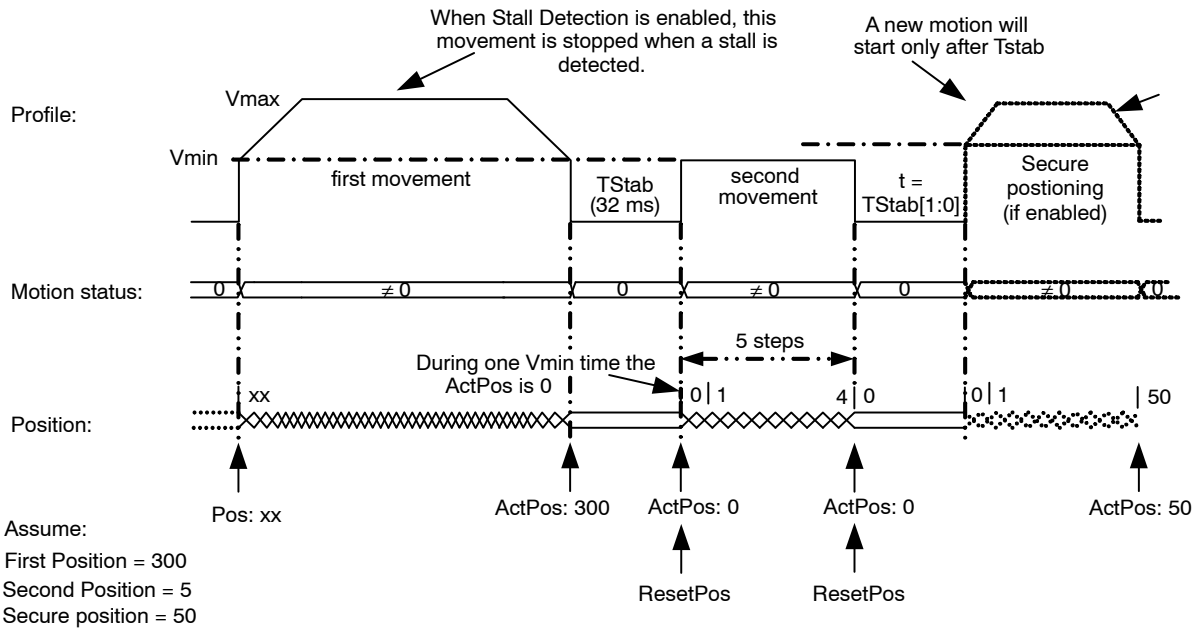 When Stall Detection is enabled, this
movement is stopped when a stall is
detected.
A new motion will
start only after Tstab
Profile:
Vmax
Vmin
first movement
TStab
(32 ms)
second
movement
t =
TStab[1:0]
Secure
postioning
(if enabled)
Motion status:
0
≠ 0
0
≠ 0
0
≠ 0
0
5 steps
During one Vmin time the
ActPos is 0
Position:
xx
0 | 1
4 | 0
0 | 1
50
Pos: xx
ActPos: 300
ActPos: 0
ActPos: 0
ActPos: 50
ResetPos
ResetPos
Assume:
First Position = 300
Second Position = 5
Secure position = 50